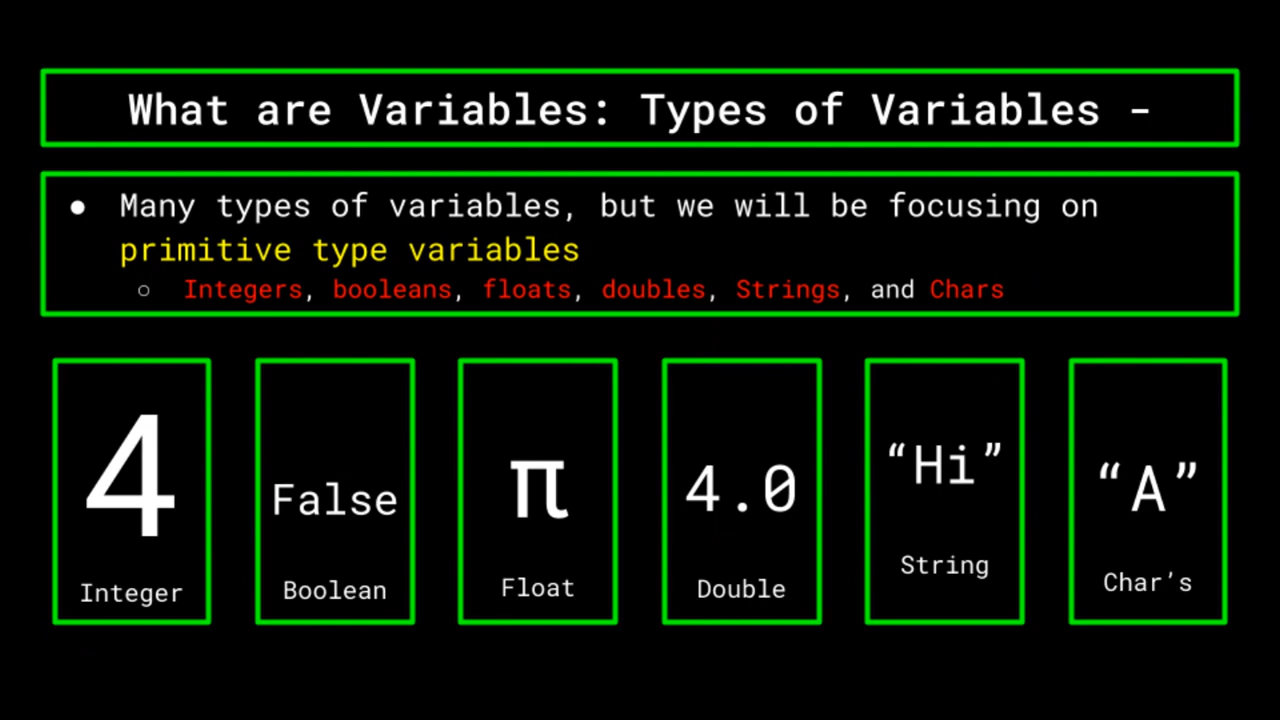 What are Variables: Types of Variables -
● Many types of variables, but we will be focusing on
primitive type variables
○ Integers, booleans, floats, doubles, Strings, and Chars
4
Integer
False
Boolean
π
Float
4.0
Double
“Hi”
String
“A”
Char’s